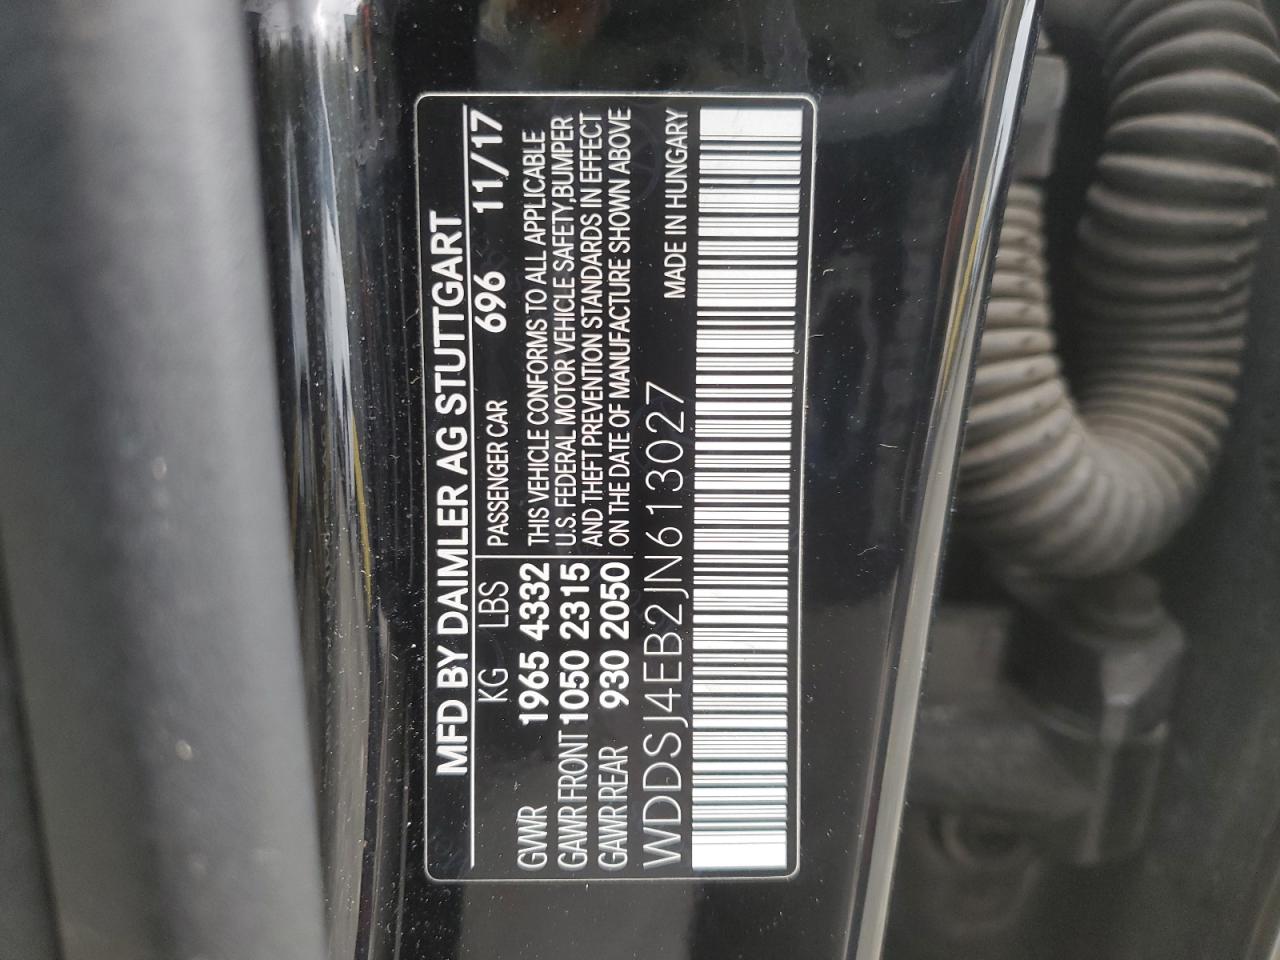 MFD BY DAIMLER AG STUTTGART
KG LBS PASSENGER CAR 696 11/17
GVWR 1965 4332 THIS VEHICLE CONFORMS TO ALL APPLICABLE
GAWR FRONT 1050 2315 U.S. FEDERAL MOTOR VEHICLE SAFETY,BUMPER
GAWR REAR 930 2050 AND THEFT PREVENTION STANDARDS IN EFFECT
ON THE DATE OF MANUFACTURE SHOWN ABOVE
WDDSJ4EB2JN613027 MADE IN HUNGARY